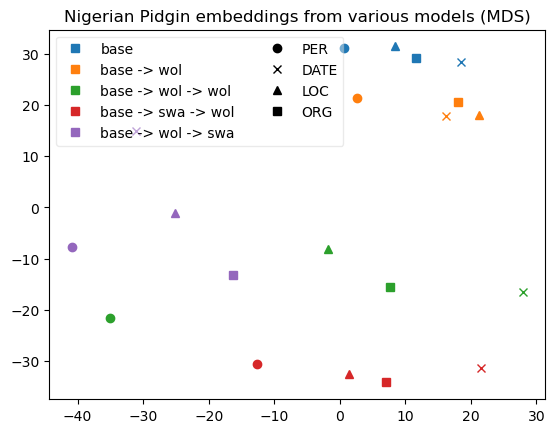 Nigerian Pidgin embeddings from various models (MDS)
base
base -> wol
base -> wol -> wol
base -> swa -> wol
base -> wol -> swa
PER
DATE
LOC
ORG
30
20
10
0
−10
−20
−30
−40 −30 −20 −10 0 10 20 30